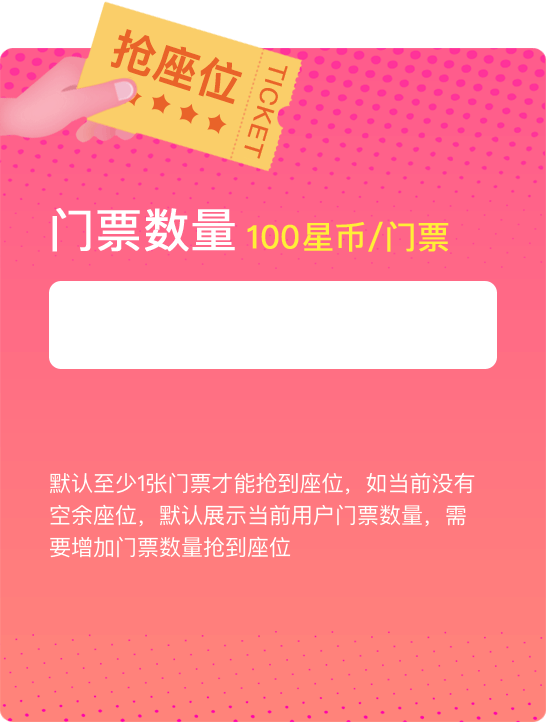 抢座位
TICKET
门票数量 100星币/门票
默认至少1张门票才能抢到座位，如当前没有
空余座位，默认展示当前用户门票数量，需
要增加门票数量抢到座位